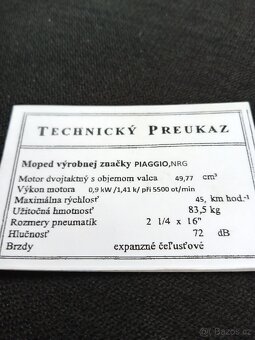 TECHNICKÝ PREUKAZ
Moped výrobnej značky PIAGGIO,NRG
Motor dvojtaktný s objemom valca 49,77 cm³
Výkon motora 0,9 kW /1,41 k/ při 5500 ot/min
Maximálna rýchlosť 45, km hod.-¹
Užitočná hmotnosť 83,5 kg
Rozmery pneumatík 2 1/4 x 16"
Hlučnosť 72 dB
Brzdy expanzné čeľusťové
Bazos.cz